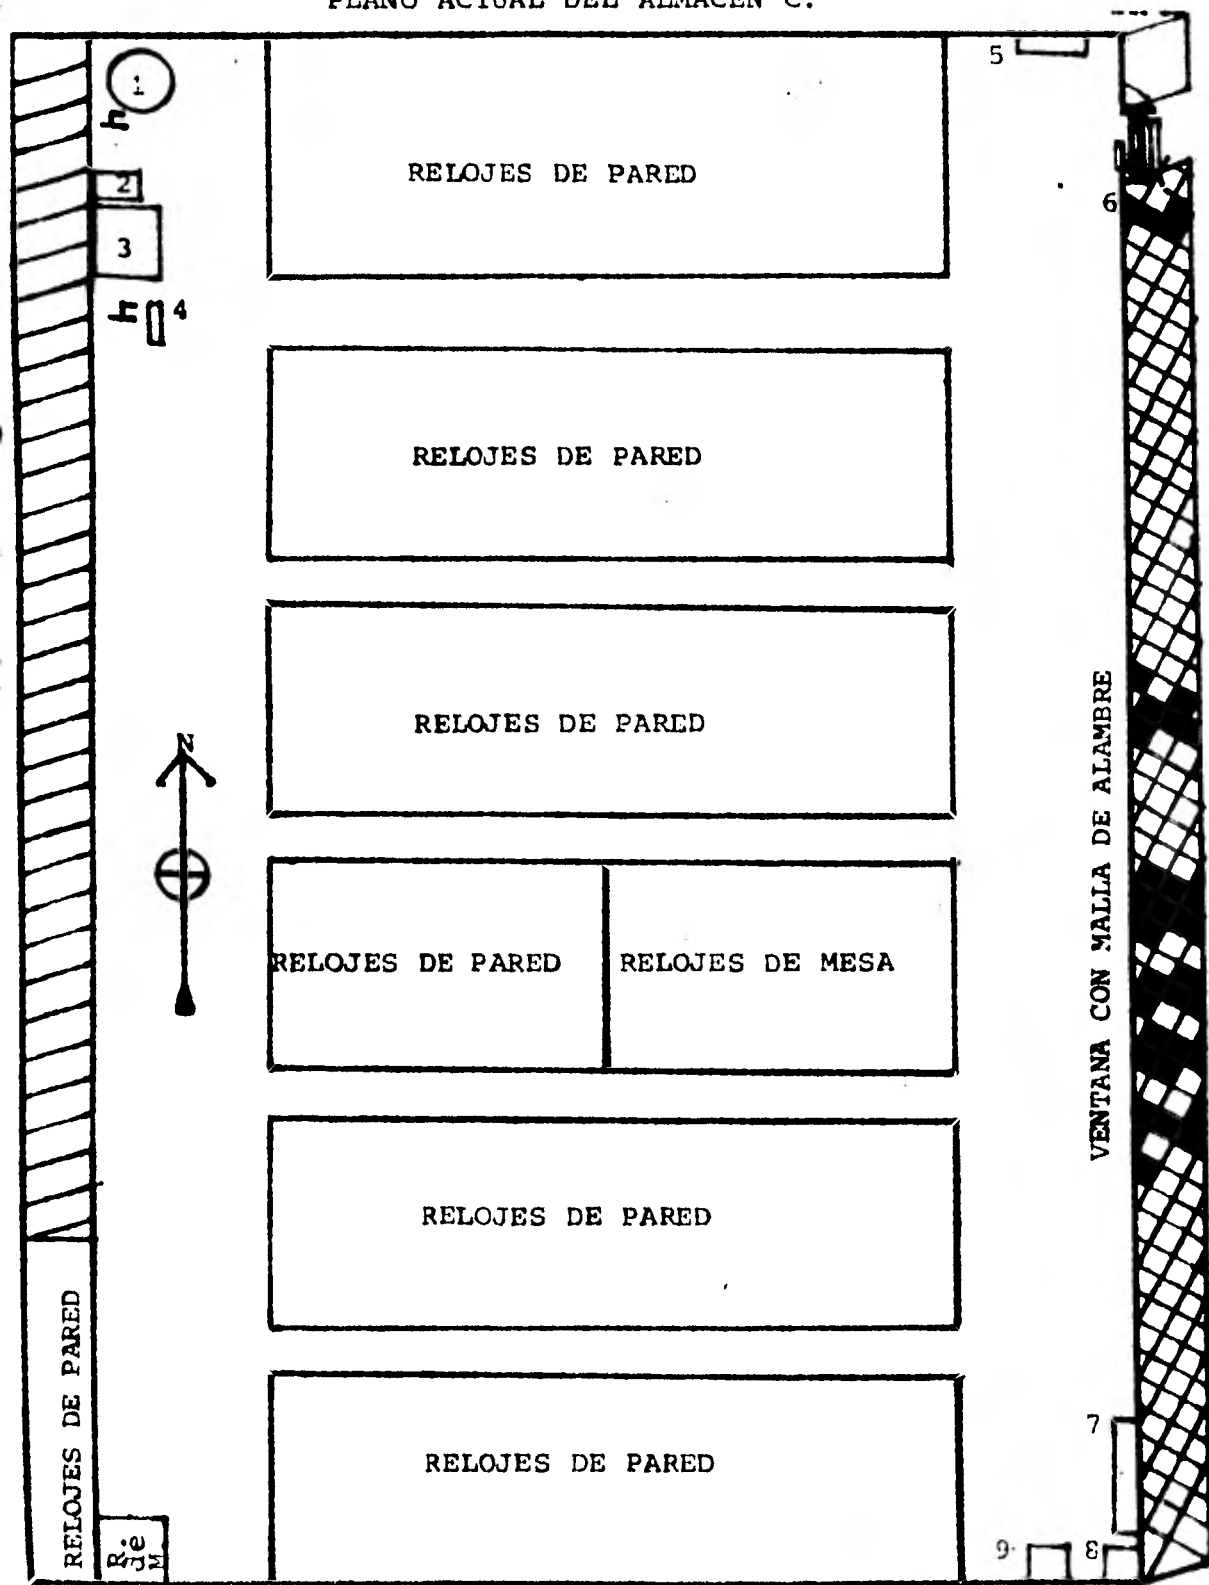 PLANO ACTUAL DEL ALMACEN C.
1
5
h
RELOJES DE PARED
2
6
3
h
4
RELOJES DE PARED
RELOJES DE PARED
VENTANA CON MALLA DE ALAMBRE
N
RELOJES DE PARED
RELOJES DE MESA
RELOJES DE PARED
RELOJES DE PARED
7
RELOJES DE PARED
R.
de
M
9
8